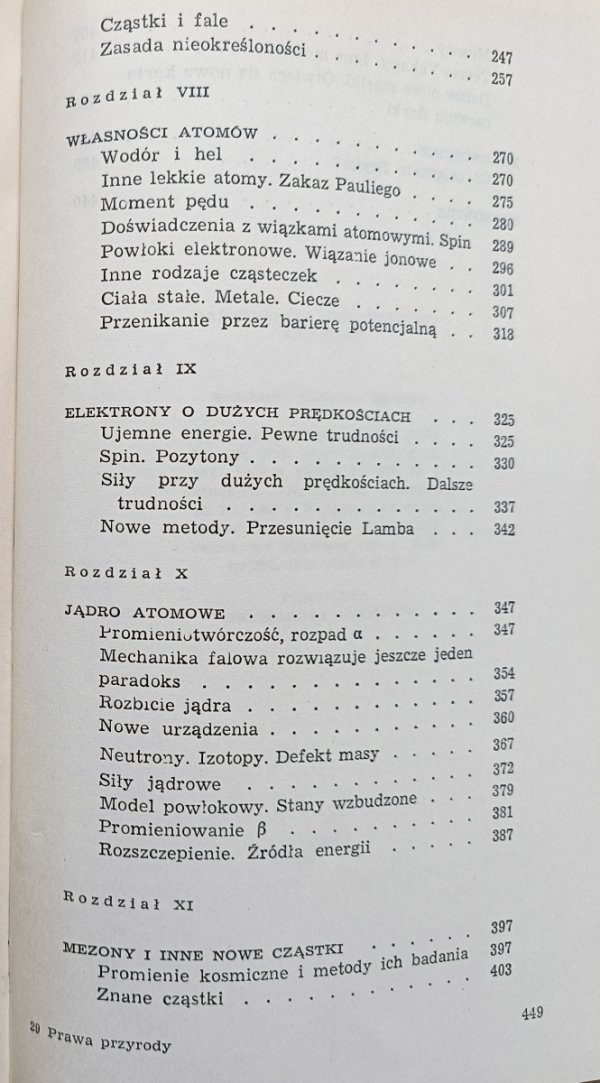 Cząstki i fale . . . . . . . . . . . 247
Zasada nieokreśloności . . . . . . . 257
Rozdział VIII
WŁASNOŚCI ATOMÓW . . . . . . . . . . 270
Wodór i hel . . . . . . . . . . . 270
Inne lekkie atomy. Zakaz Pauliego . . . . 275
Moment pędu . . . . . . . . . . . 280
Doświadczenia z wiązkami atomowymi. Spin 289
Powłoki elektronowe. Wiązanie jonowe . . 296
Inne rodzaje cząsteczek . . . . . . . 301
Ciała stałe. Metale. Ciecze . . . . . . 307
Przenikanie przez barierę potencjalną . . 318
Rozdział IX
ELEKTRONY O DUŻYCH PRĘDKOŚCIACH . . . 325
Ujemne energie. Pewne trudności . . . . 325
Spin. Pozytony . . . . . . . . . . . 330
Siły przy dużych prędkościach. Dalsze
trudności . . . . . . . . . . . . 337
Nowe metody. Przesunięcie Lamba . . . 342
Rozdział X
JĄDRO ATOMOWE . . . . . . . . . . . . 347
Promieniotwórczość, rozpad α . . . . . . 347
Mechanika falowa rozwiązuje jeszcze jeden
paradoks . . . . . . . . . . . . . 354
Rozbicie jądra . . . . . . . . . . . 357
Nowe urządzenia . . . . . . . . . . 360
Neutrony. Izotopy. Defekt masy . . . . . 367
Siły jądrowe . . . . . . . . . . . 372
Model powłokowy. Stany wzbudzone . . . 379
Promieniowanie β . . . . . . . . . 381
Rozszczepienie. Źródła energii . . . . . 387
Rozdział XI
MEZONY I INNE NOWE CZĄSTKI . . . . . 397
Promienie kosmiczne i metody ich badania 397
Znane cząstki . . . . . . . . . . . 403
449
29 Prawa przyrody